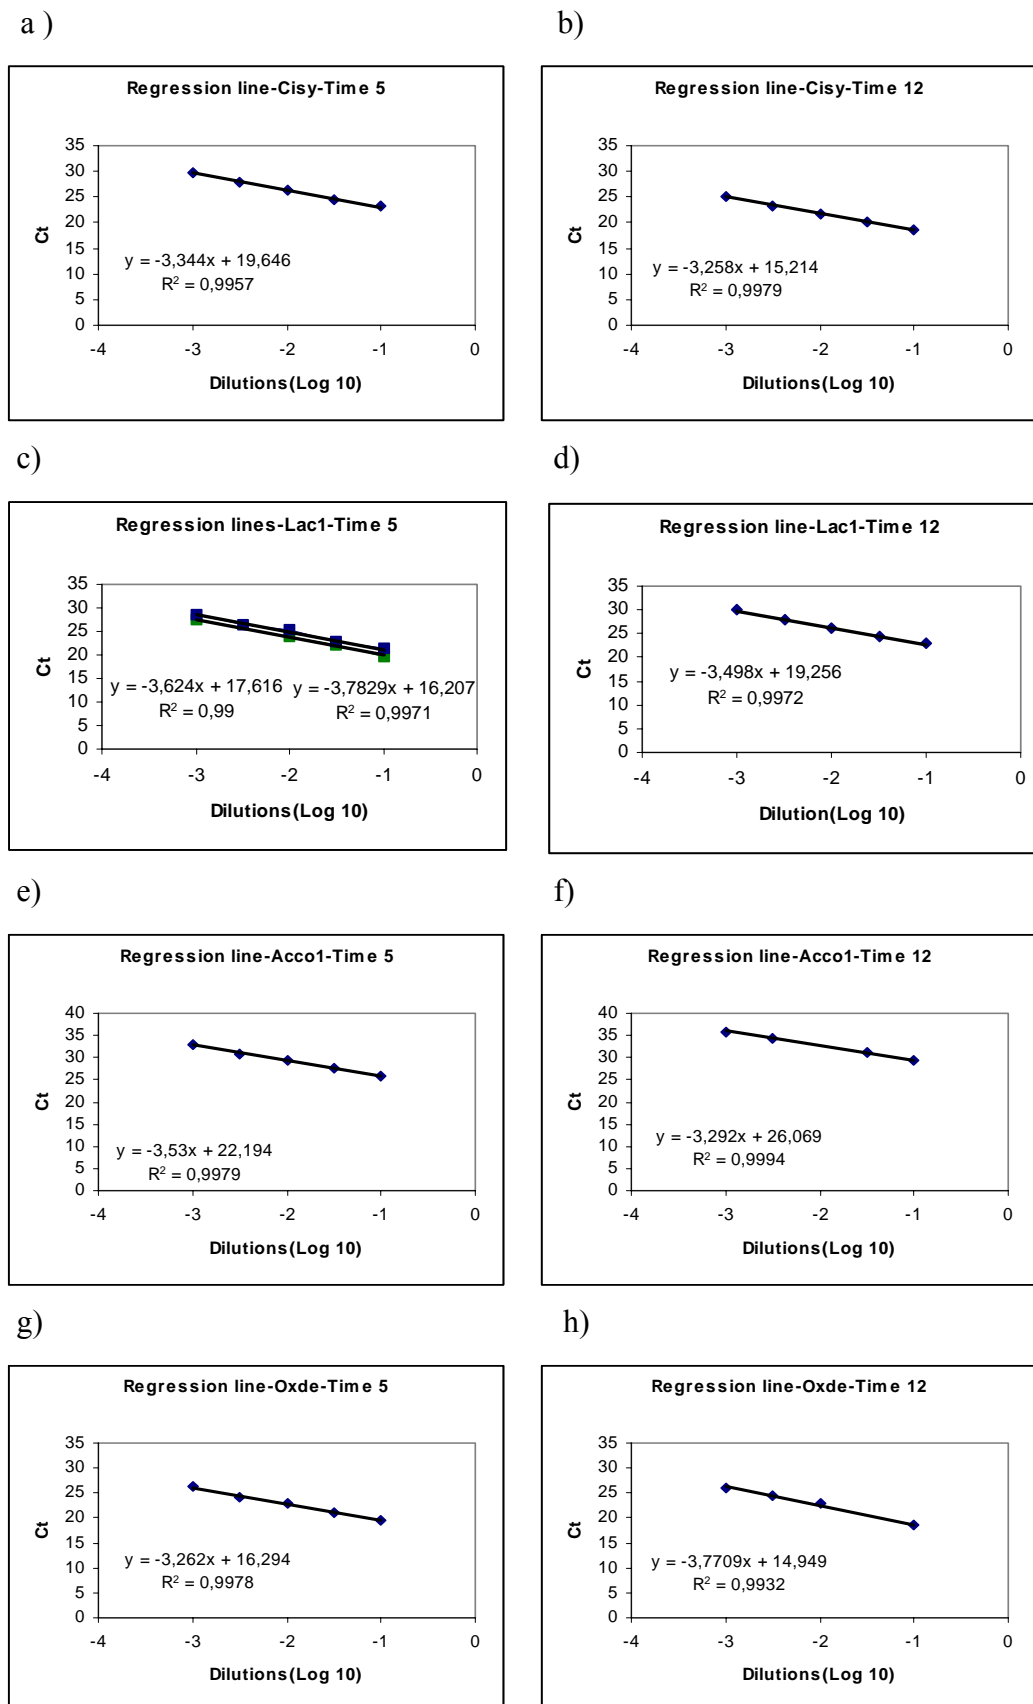 a )
b)
Regression line-Cisy-Time 5
35
30
25
20
15
10
5
0
Ct
y = -3,344x + 19,646
R² = 0,9957
-4 -3 -2 -1 0
Dilutions(Log 10)
Regression line-Cisy-Time 12
35
30
25
20
15
10
5
0
Ct
y = -3,258x + 15,214
R² = 0,9979
-4 -3 -2 -1 0
Dilutions(Log 10)
c)
d)
Regression lines-Lac1-Time 5
35
30
25
20
15
10
5
0
Ct
y = -3,624x + 17,616 y = -3,7829x + 16,207
R² = 0,99 R² = 0,9971
-4 -3 -2 -1 0
Dilutions(Log 10)
Regression line-Lac1-Time 12
35
30
25
20
15
10
5
0
Ct
y = -3,498x + 19,256
R² = 0,9972
-4 -3 -2 -1 0
Dilution(Log 10)
e)
f)
Regression line-Acco1-Time 5
40
35
30
25
20
15
10
5
0
Ct
y = -3,53x + 22,194
R² = 0,9979
-4 -3 -2 -1 0
Dilutions(Log 10)
Regression line-Acco1-Time 12
40
35
30
25
20
15
10
5
0
Ct
y = -3,292x + 26,069
R² = 0,9994
-4 -3 -2 -1 0
Dilutions(Log 10)
g)
h)
Regression line-Oxde-Time 5
35
30
25
20
15
10
5
0
Ct
y = -3,262x + 16,294
R² = 0,9978
-4 -3 -2 -1 0
Dilutions(Log 10)
Regression line-Oxde-Time 12
35
30
25
20
15
10
5
0
Ct
y = -3,7709x + 14,949
R² = 0,9932
-4 -3 -2 -1 0
Dilutions(Log 10)